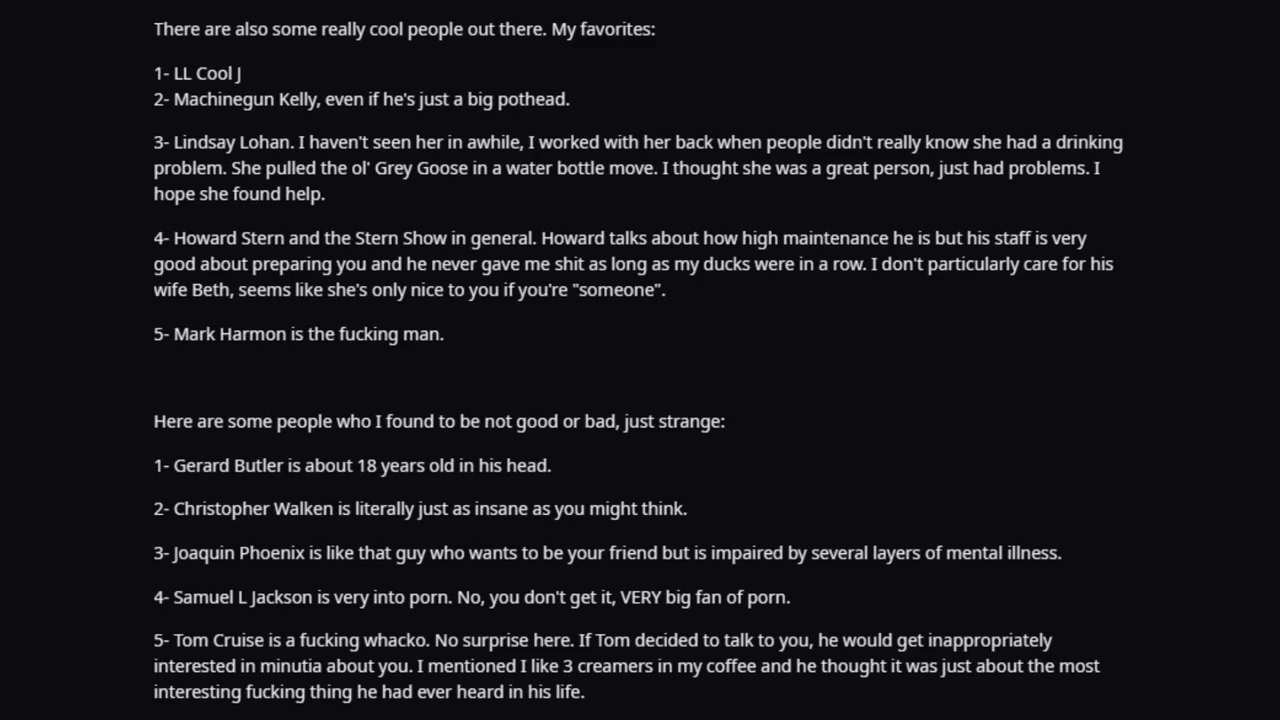 There are also some really cool people out there. My favorites:
1- LL Cool J
2- Machinegun Kelly, even if he's just a big pothead.
3- Lindsay Lohan. I haven't seen her in awhile, I worked with her back when people didn't really know she had a drinking
problem. She pulled the ol' Grey Goose in a water bottle move. I thought she was a great person, just had problems. I
hope she found help.
4- Howard Stern and the Stern Show in general. Howard talks about how high maintenance he is but his staff is very
good about preparing you and he never gave me shit as long as my ducks were in a row. I don't particularly care for his
wife Beth, seems like she's only nice to you if you're "someone".
5- Mark Harmon is the fucking man.
Here are some people who I found to be not good or bad, just strange:
1- Gerard Butler is about 18 years old in his head.
2- Christopher Walken is literally just as insane as you might think.
3- Joaquin Phoenix is like that guy who wants to be your friend but is impaired by several layers of mental illness.
4- Samuel L Jackson is very into porn. No, you don't get it, VERY big fan of porn.
5- Tom Cruise is a fucking whacko. No surprise here. If Tom decided to talk to you, he would get inappropriately
interested in minutia about you. I mentioned I like 3 creamers in my coffee and he thought it was just about the most
interesting fucking thing he had ever heard in his life.